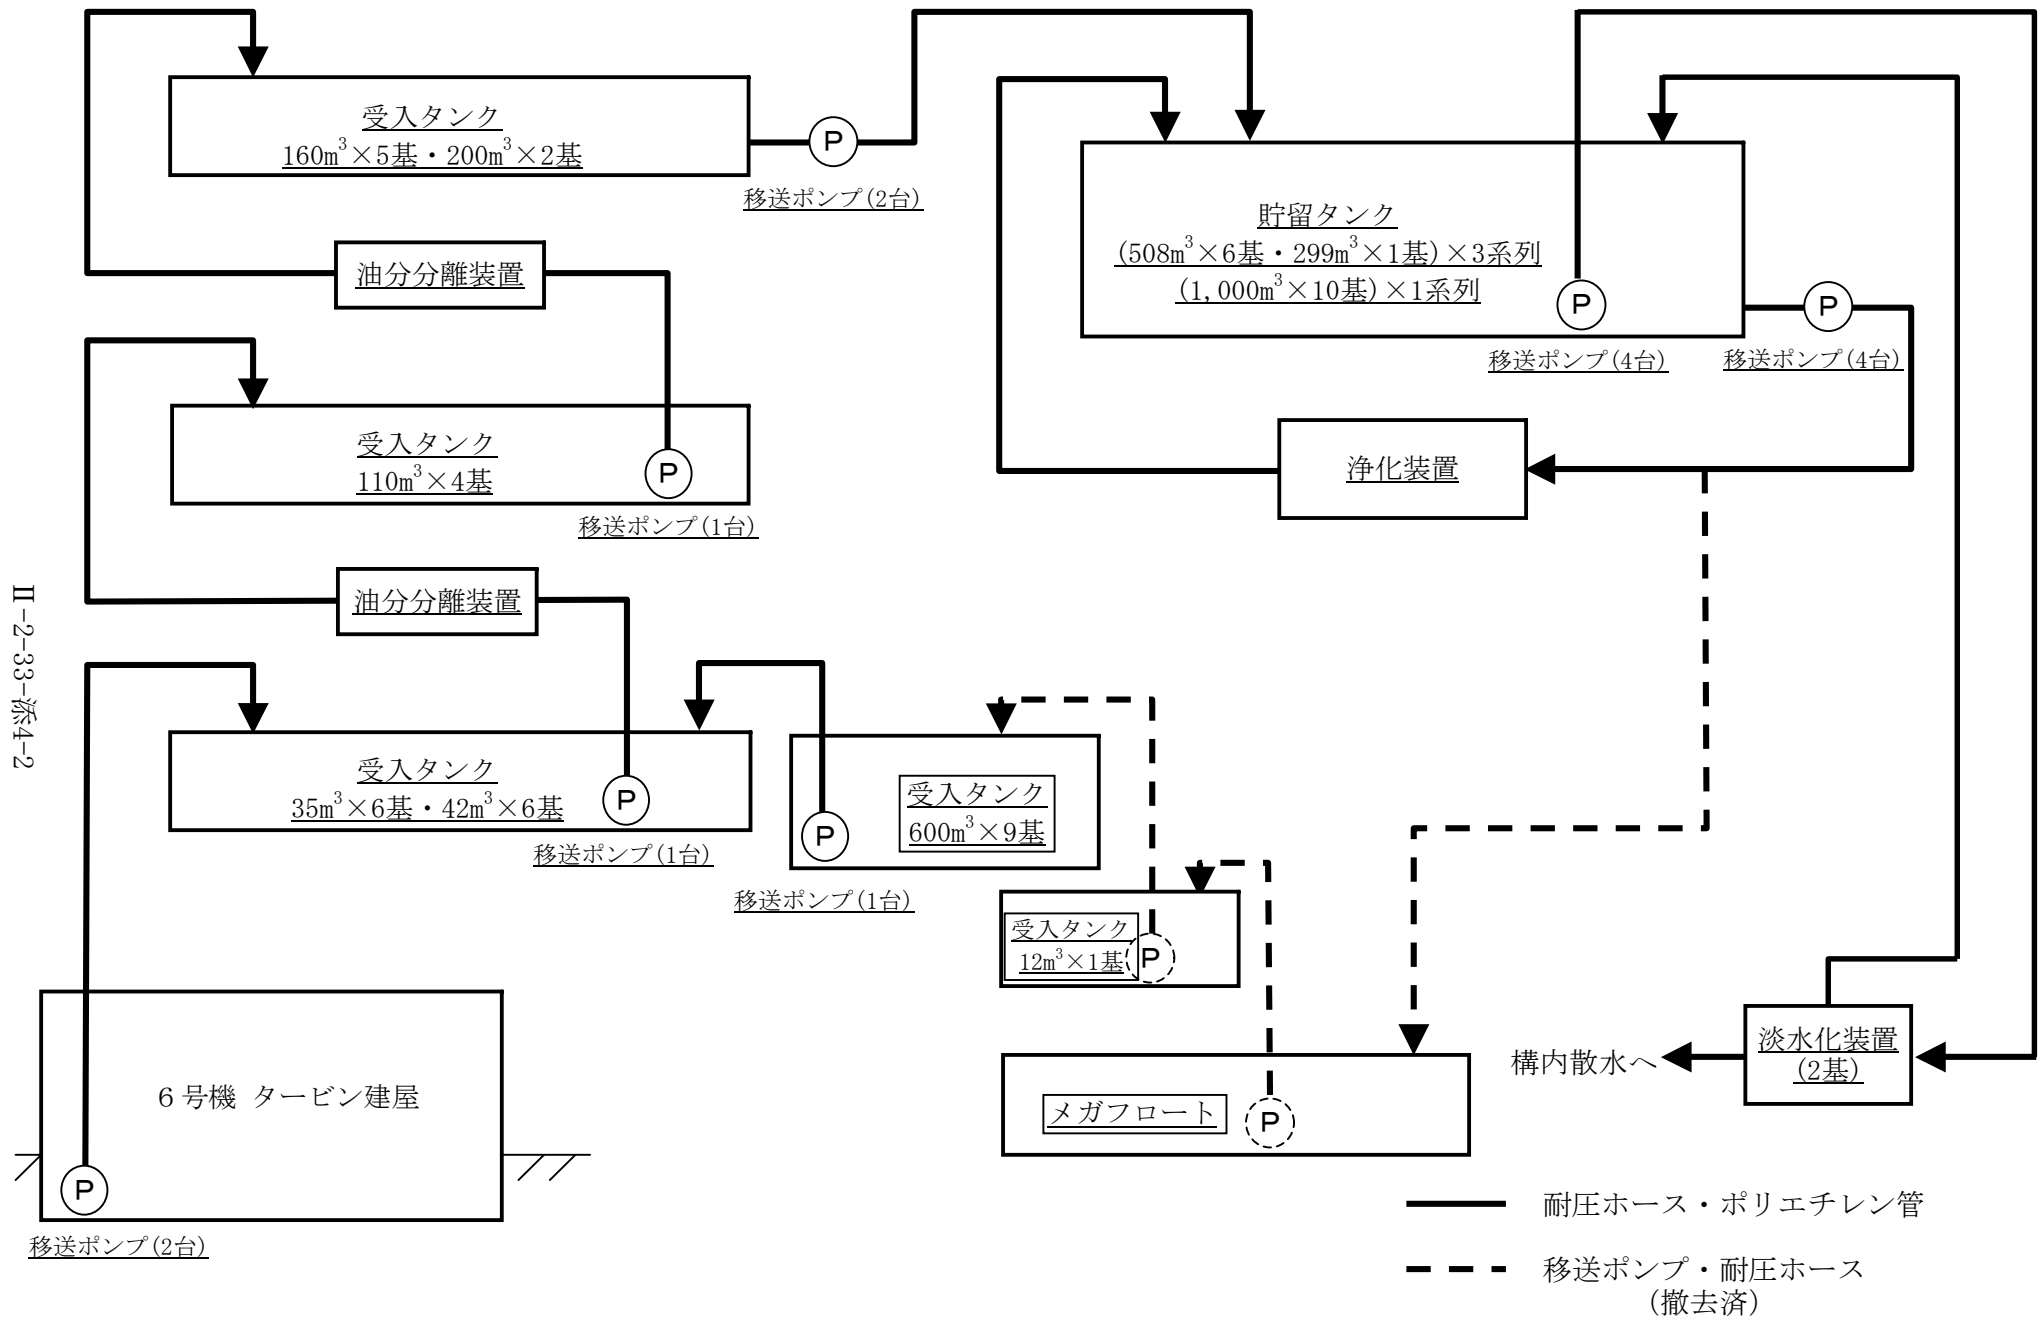 受入タンク
160m³×5基・200m³×2基
P
移送ポンプ(2台)
油分分離装置
受入タンク
110m³×4基
P
移送ポンプ(1台)
油分分離装置
受入タンク
35m³×6基・42m³×6基
P
移送ポンプ(1台)
受入タンク
600m³×9基
P
移送ポンプ(1台)
受入タンク
12m³×1基
P
6号機 タービン建屋
P
移送ポンプ(2台)
メガフロート
P
貯留タンク
(508m³×6基・299m³×1基)×3系列
(1,000m³×10基)×1系列
P
移送ポンプ(4台)
P
移送ポンプ(4台)
浄化装置
淡水化装置
(2基)
構内散水へ
耐圧ホース・ポリエチレン管
移送ポンプ・耐圧ホース
(撤去済)
Ⅱ-2-33-添4-2